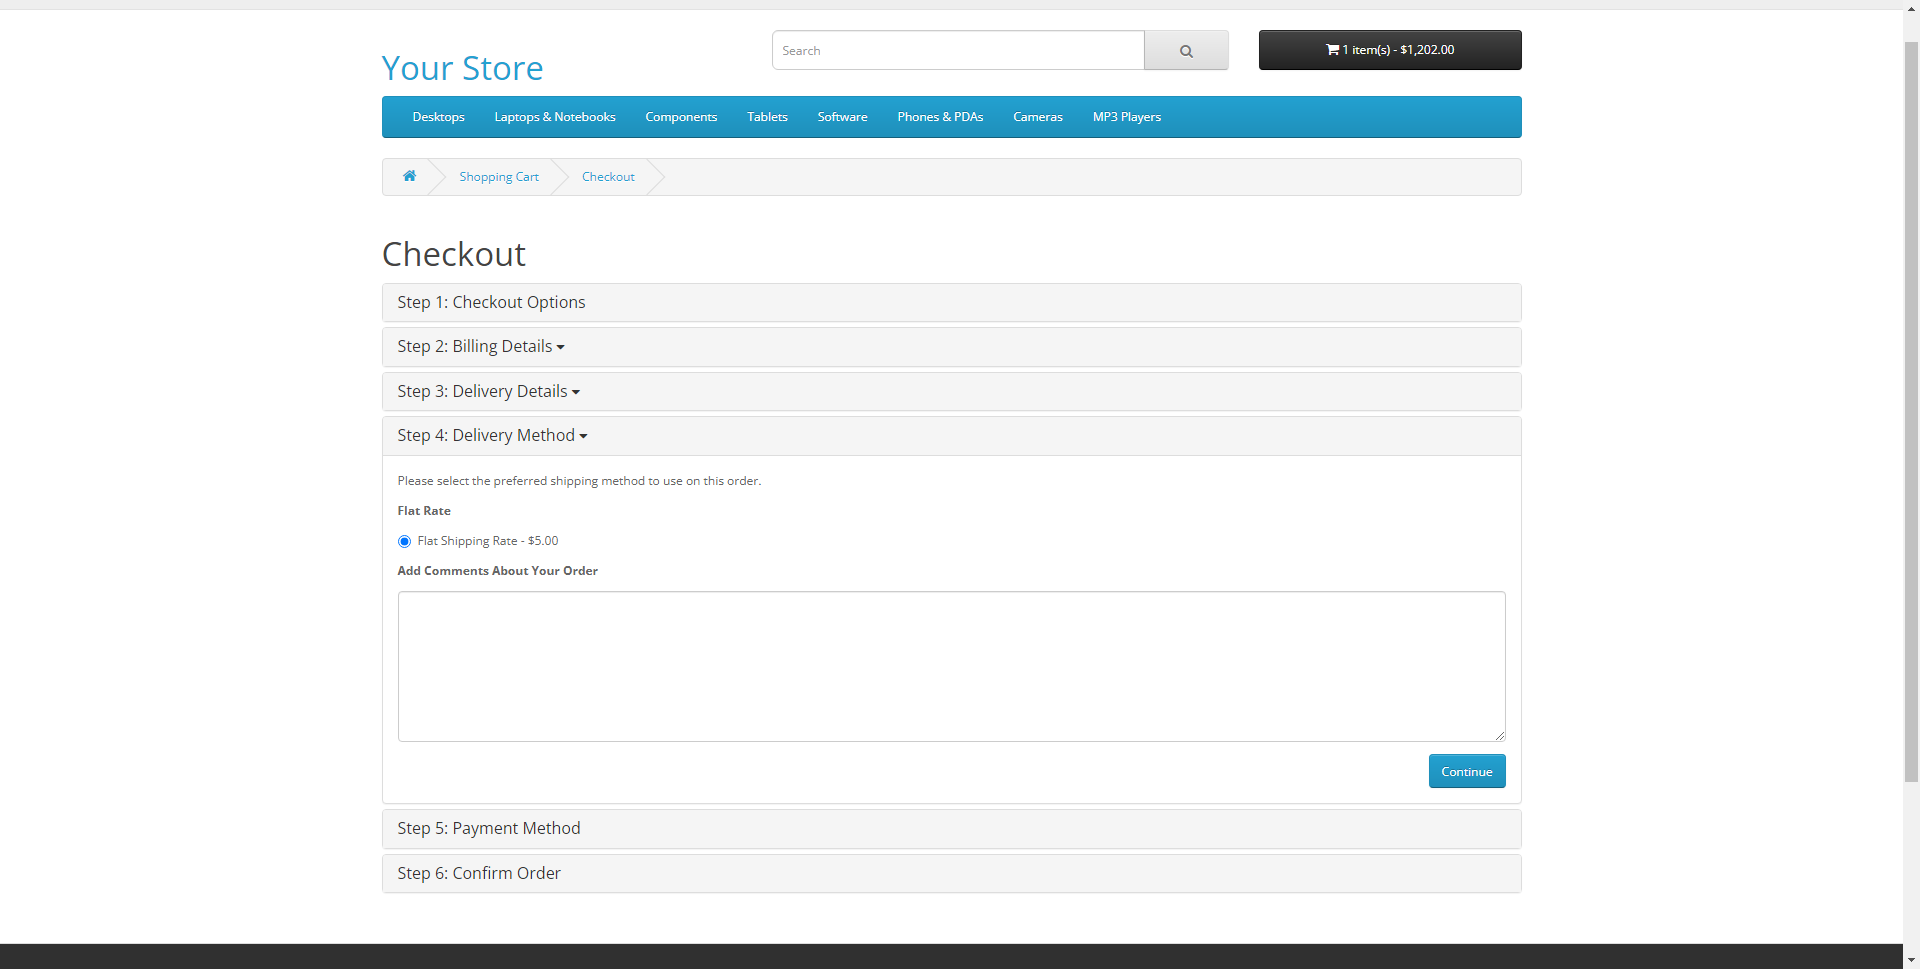 Your Store
Search
1 item(s) - $1,202.00
Desktops Laptops & Notebooks Components Tablets Software Phones & PDAs Cameras MP3 Players
Shopping Cart Checkout
Checkout
Step 1: Checkout Options
Step 2: Billing Details
Step 3: Delivery Details
Step 4: Delivery Method
Please select the preferred shipping method to use on this order.
Flat Rate
Flat Shipping Rate - $5.00
Add Comments About Your Order
Continue
Step 5: Payment Method
Step 6: Confirm Order